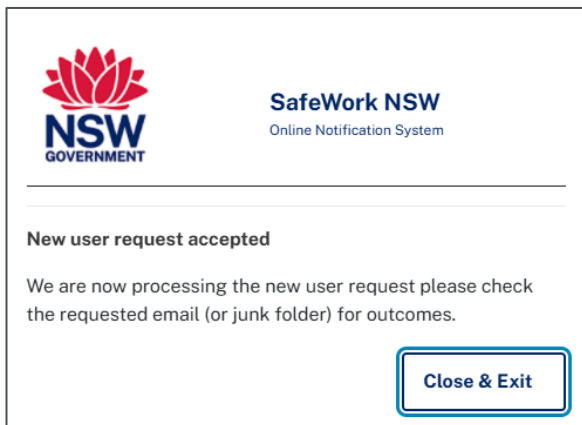 NSW
GOVERNMENT
SafeWork NSW
Online Notification System
New user request accepted
We are now processing the new user request please check
the requested email (or junk folder) for outcomes.
Close & Exit